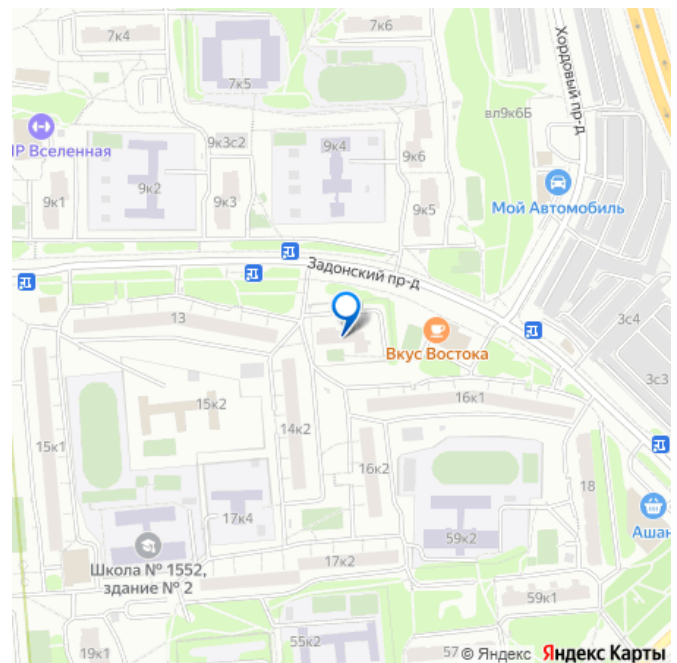 7к4
7к6
7к5
Хордовый пр-д
вл9к6Б
9к3с2
9к4
IP Вселенная
9к6
9к2
9к1
9к3
9к5
Мой Автомобиль
Задонский пр-д
3с4
13
Вкус Востока
3с3
16к1
15к2
14к2
15к1
16к2
18
17к4
59к2
Ашан
Школа № 1552,
здание № 2
17к2
59к1
55к2
19к1
57
© Яндекс Яндекс Карты